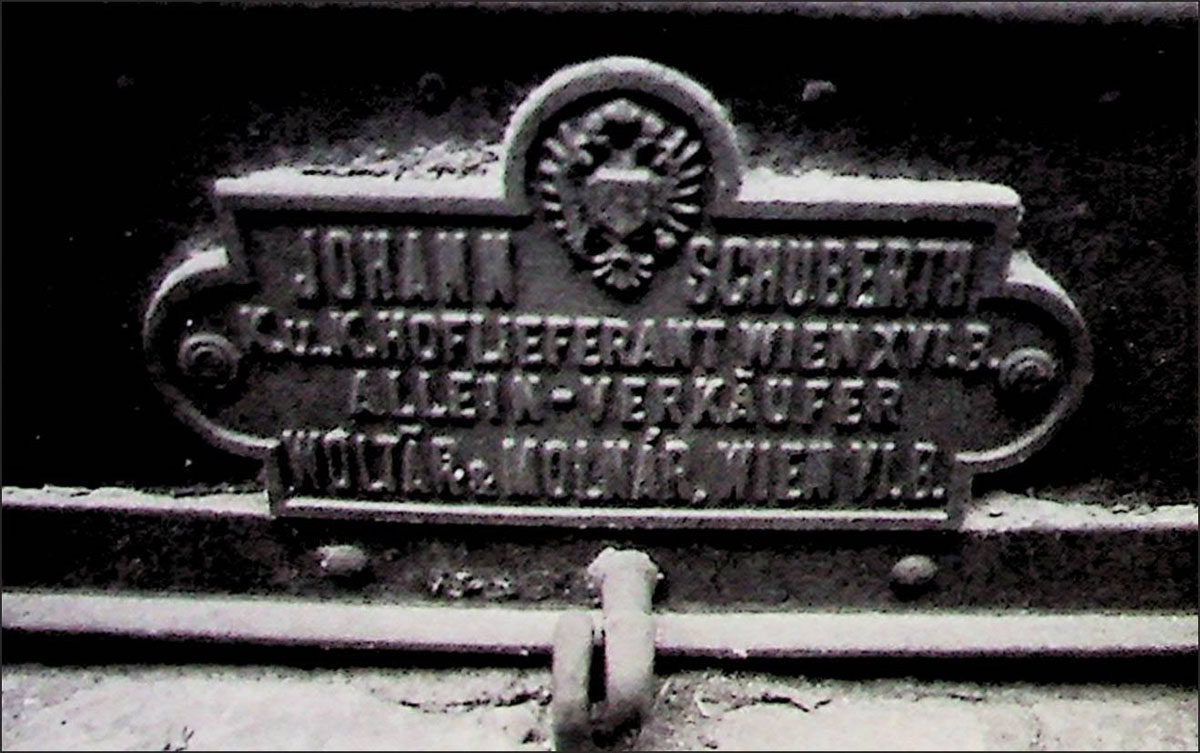 JOHANN SCHUBERTH
K.u.K.HOFLIEFERANT WIEN XVI.B.
ALLEIN-VERKÄUFER
WOLTÄR & MOLNÁR, WIEN VI.B.